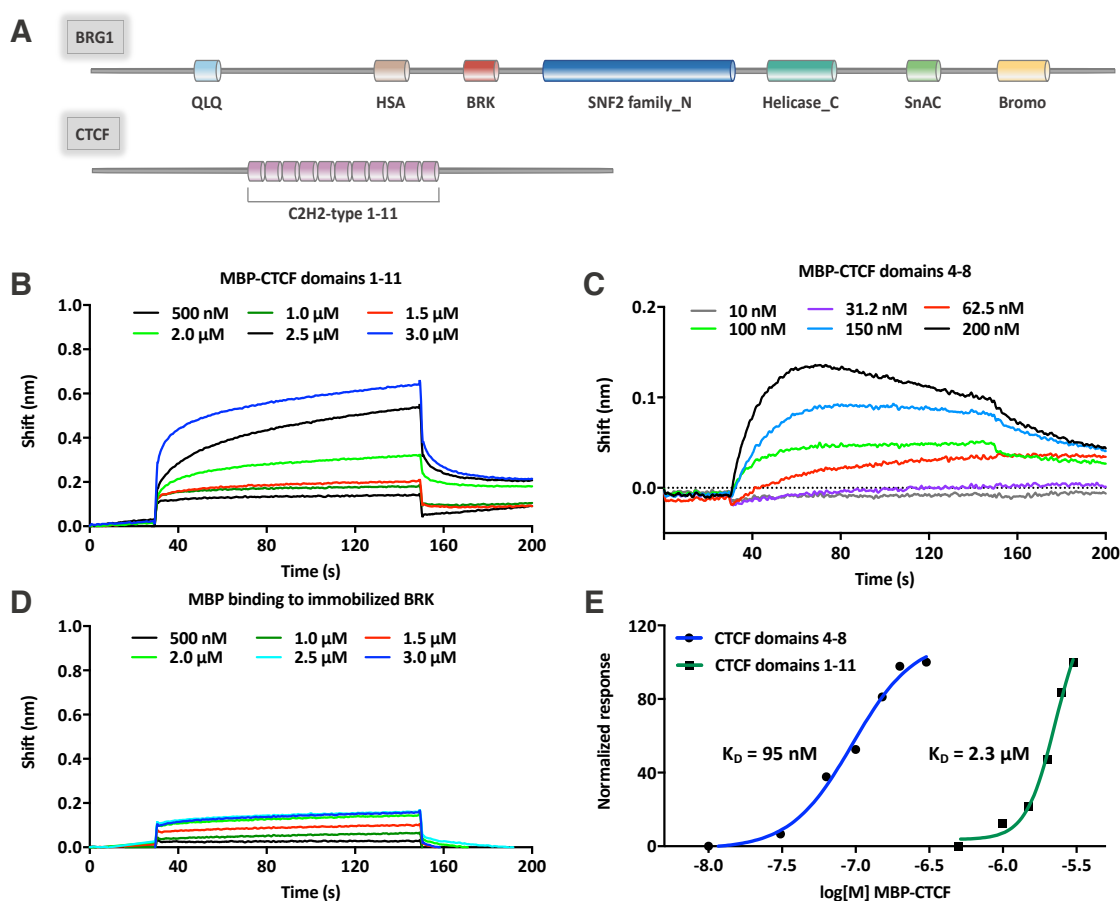 A
BRG1
QLQ HSA BRK SNF2 family_N Helicase_C SnAC Bromo
CTCF
C2H2-type 1-11
B
MBP-CTCF domains 1-11
500 nM 1.0 µM 1.5 µM
2.0 µM 2.5 µM 3.0 µM
Shift (nm)
1.0
0.8
0.6
0.4
0.2
0.0
0 40 80 120 160 200
Time (s)
C
MBP-CTCF domains 4-8
10 nM 31.2 nM 62.5 nM
100 nM 150 nM 200 nM
Shift (nm)
0.2
0.1
0.0
40 80 120 160 200
Time (s)
D
MBP binding to immobilized BRK
500 nM 1.0 µM 1.5 µM
2.0 µM 2.5 µM 3.0 µM
Shift (nm)
1.0
0.8
0.6
0.4
0.2
0.0
0 40 80 120 160 200
Time (s)
E
CTCF domains 4-8
CTCF domains 1-11
Normalized response
120
80
40
0
KD = 95 nM
KD = 2.3 µM
-8.0 -7.5 -7.0 -6.5 -6.0 -5.5
log[M] MBP-CTCF